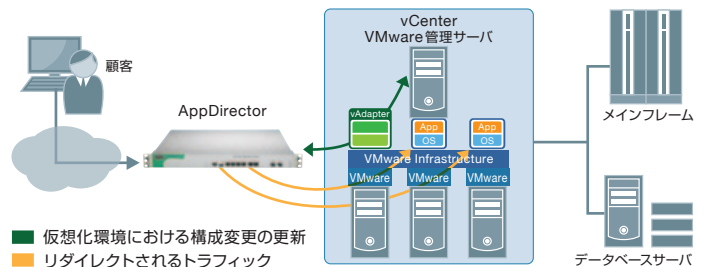 顧客
AppDirector
vCenter
VMware管理サーバ
vAdapter
App
OS
App
OS
VMware Infrastructure
VMware
VMware
VMware
メインフレーム
データベースサーバ
仮想化環境における構成変更の更新
リダイレクトされるトラフィック